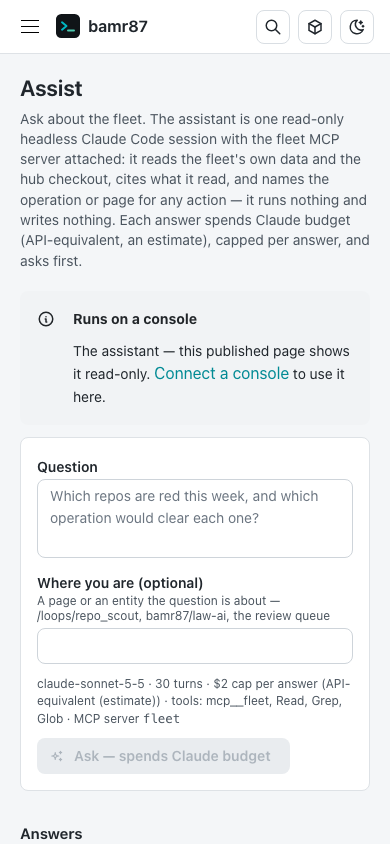 bamr87
Assist
Ask about the fleet. The assistant is one read-only
headless Claude Code session with the fleet MCP
server attached: it reads the fleet's own data and the
hub checkout, cites what it read, and names the
operation or page for any action — it runs nothing and
writes nothing. Each answer spends Claude budget
(API-equivalent, an estimate), capped per answer, and
asks first.
Runs on a console
The assistant — this published page shows
it read-only. Connect a console to use it
here.
Question
Which repos are red this week, and which
operation would clear each one?
Where you are (optional)
A page or an entity the question is about —
/loops/repo_scout, bamr87/law-ai, the review queue
claude-sonnet-5-5 · 30 turns · $2 cap per answer (API-
equivalent (estimate)) · tools: mcp__fleet, Read, Grep,
Glob · MCP server fleet
Ask — spends Claude budget
Answers